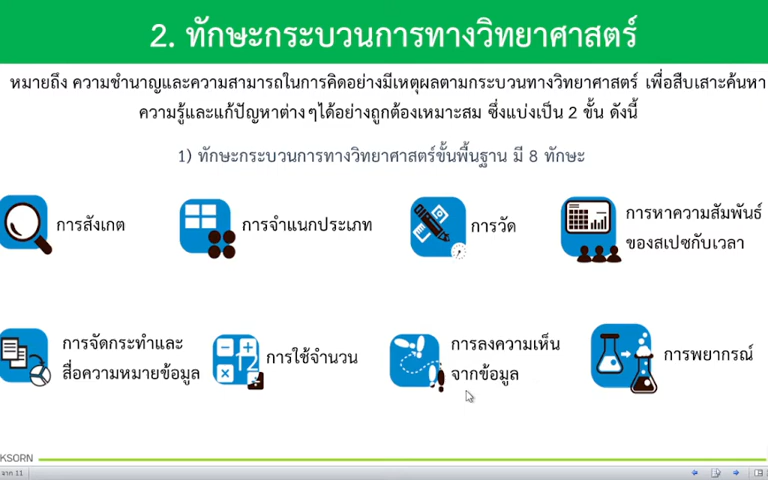 2. ทักษะกระบวนการทางวิทยาศาสตร์
หมายถึง ความชำนาญและความสามารถในการคิดอย่างมีเหตุผลตามกระบวนทางวิทยาศาสตร์ เพื่อสืบเสาะค้นหา
ความรู้และแก้ปัญหาต่าง ๆได้อย่างถูกต้องเหมาะสม ซึ่งแบ่งเป็น 2 ขั้น ดังนี้
1) ทักษะกระบวนการทางวิทยาศาสตร์ขั้นพื้นฐาน มี 8 ทักษะ
การสังเกต
การจำแนกประเภท
การวัด
การหาความสัมพันธ์
ของสเปซกับเวลา
การจัดกระทำและ
สื่อความหมายข้อมูล
12
การใช้จำนวน
การลงความเห็น
จากข้อมูล
การพยากรณ์
KSORN
จาก 11